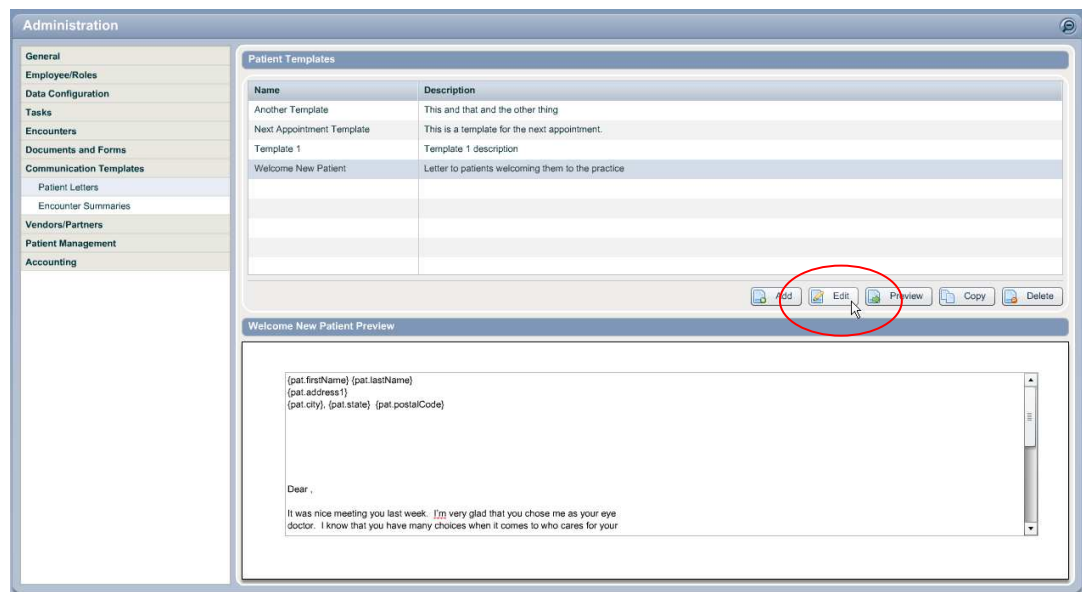 Administration
General
Employee/Roles
Data Configuration
Tasks
Encounters
Documents and Forms
Communication Templates
Patient Letters
Encounter Summaries
Vendors/Partners
Patient Management
Accounting
Patient Templates
Name Description
Another Template This and that and the other thing
Next Appointment Template This is a template for the next appointment.
Template 1 Template 1 description
Welcome New Patient Letter to patients welcoming them to the practice
Add Edit Preview Copy Delete
Welcome New Patient Preview
{pat.firstName} {pat.lastName}
{pat.address1}
{pat.city}, {pat.state} {pat.postalCode}
Dear ,
It was nice meeting you last week. I'm very glad that you chose me as your eye
doctor. I know that you have many choices when it comes to who cares for your